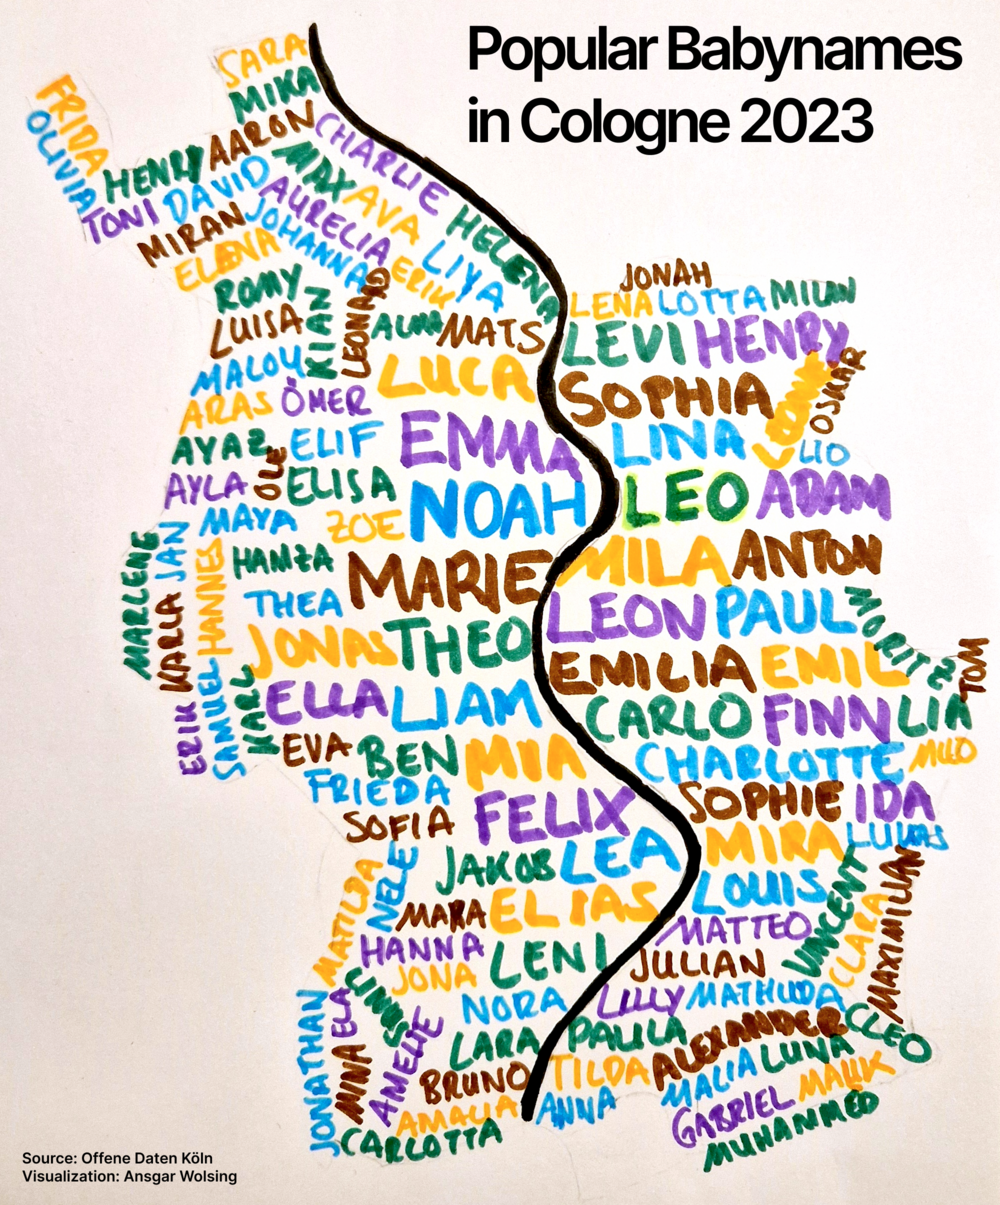 Popular Babynames
in Cologne 2023
SARA
MIKA
AARON
CHARLIE
FRIDA
OLIVIA
HENRY
TONI
DAVID
MAX
AVA
AURELIA
HELENA
MIRAN
JOHANNA
LIYA
ELENA
ERIK
ROMY
KIAN
LEONARD
LUISA
ALMA
MATS
MALOU
LUCA
ARAS
ÖMER
AYAZ
ELIF
EMMA
AYLA
OLE
ELISA
NOAH
MAYA
ZOE
MARLENE
JAN
HANNES
HAMZA
MARIE
KARLA
THEA
JONAS
THEO
ERIK
SAMUEL
KARL
ELLA
LIAM
EVA
BEN
MIA
FRIEDA
SOFIA
FELIX
JAKOB
LEA
MATILDA
NELE
MARA
ELIAS
HANNA
JONA
LENI
LINUS
NORA
JONATHAN
ELA
MINA
AMELIE
LARA
BRUNO
AMALIA
CARLOTTA
JONAH
LENA
LOTTA
MILAN
LEVI
HENRY
SOPHIA
OSKAR
LINA
LIO
LEO
ADAM
MILA
ANTON
LEON
PAUL
MORITZ
TOM
EMILIA
EMIL
CARLO
FINN
LIA
CHARLOTTE
MILO
SOPHIE
IDA
MIRA
LUKAS
LOUIS
VINCENT
CLARA
MAXIMILIAN
MATTEO
JULIAN
LILLY
MATHILDA
CLEO
PAULA
ALEXANDER
TILDA
LUNA
MALIA
MALIK
ANNA
GABRIEL
MUHAMMED
Source: Offene Daten Köln
Visualization: Ansgar Wolsing